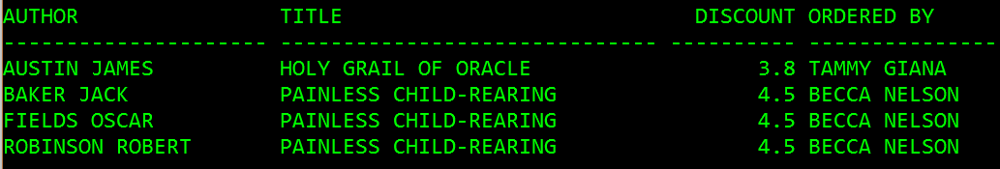 AUTHOR TITLE DISCOUNT ORDERED BY
--------------------- ------------------------------ ---------- ---------------
AUSTIN JAMES HOLY GRAIL OF ORACLE 3.8 TAMMY GIANA
BAKER JACK PAINLESS CHILD-REARING 4.5 BECCA NELSON
FIELDS OSCAR PAINLESS CHILD-REARING 4.5 BECCA NELSON
ROBINSON ROBERT PAINLESS CHILD-REARING 4.5 BECCA NELSON